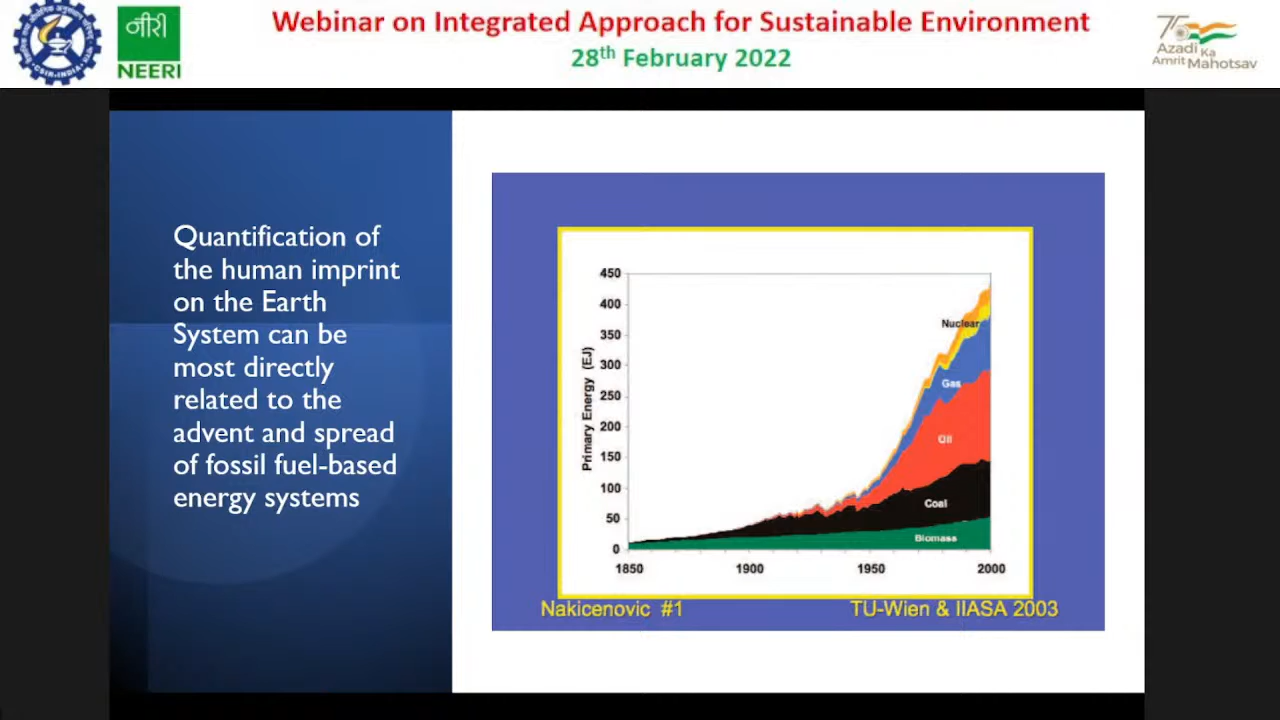 Webinar on Integrated Approach for Sustainable Environment
28th February 2022
CSIR-INDIA
नीरी
NEERI
75
Azadi Ka
Amrit Mahotsav
Quantification of
the human imprint
on the Earth
System can be
most directly
related to the
advent and spread
of fossil fuel-based
energy systems
Primary Energy (EJ)
450
400
350
300
250
200
150
100
50
0
1850
1900
1950
2000
Nuclear
Gas
Oil
Coal
Biomass
Nakicenovic #1
TU-Wien & IIASA 2003